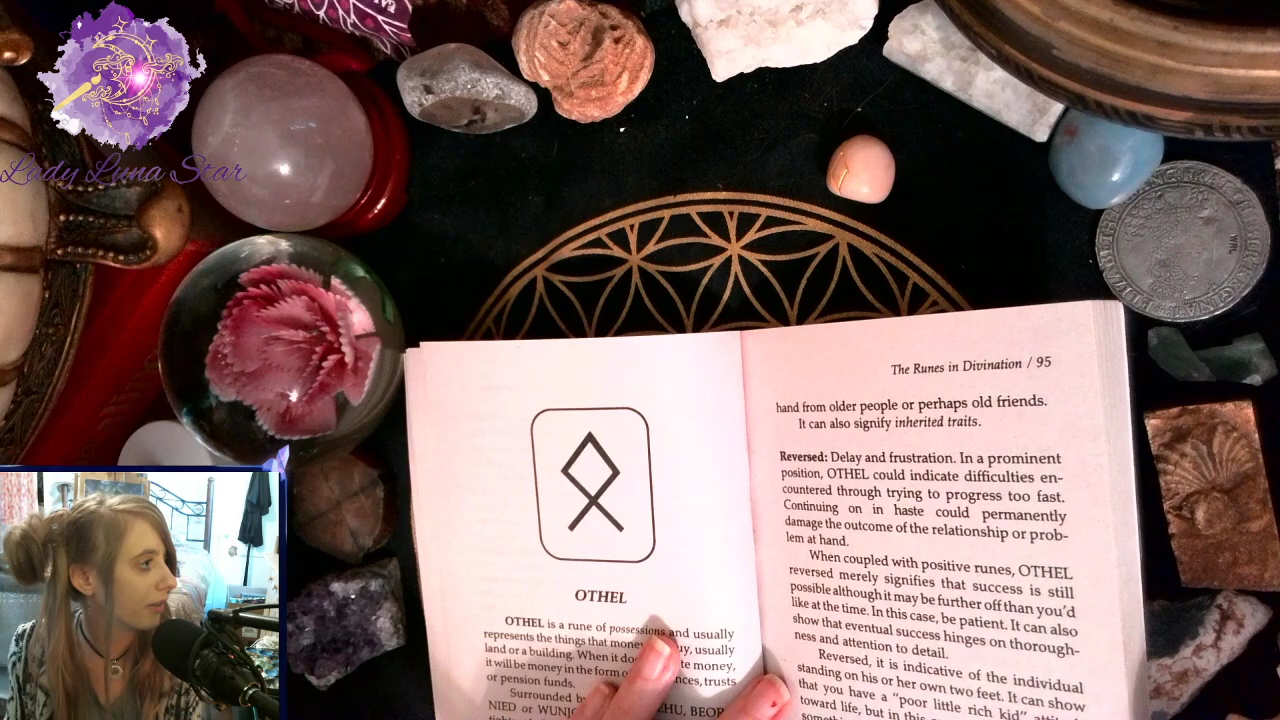 Lady Luna Star
OTHEL
OTHEL is a rune of possessions and usually
represents the things that money buy, usually
land or a building. When it money,
it will be money in the form trusts
or pension funds.
Surrounded
NIED or
The Runes in Divination / 95
hand from older people or perhaps old friends.
It can also signify inherited traits.
Reversed: Delay and frustration. In a prominent
position, OTHEL could indicate difficulties en-
countered through trying to progress too fast.
Continuing on in haste could permanently
damage the outcome of the relationship or prob-
lem at hand.
When coupled with positive runes, OTHEL
reversed merely signifies that success is still
possible although it may be further off than you'd
like at the time. In this case, be patient. It can also
show that eventual success hinges on thorough-
ness and attention to detail.
Reversed, it is indicative of the individual
standing on his or her own two feet. It can show
that you have a "poor little rich kid"
toward life, but in this